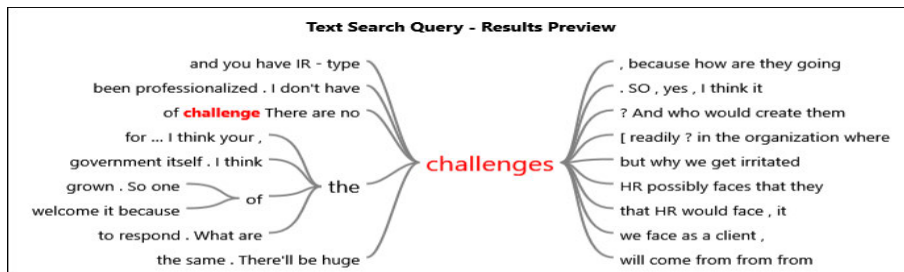 Text Search Query - Results Preview
and you have IR - type
been professionalized . I don't have
of challenge There are no
for ... I think your ,
government itself . I think
grown . So one
welcome it because
of
the
to respond . What are
the same . There'll be huge
challenges
, because how are they going
. SO , yes , I think it
? And who would create them
[ readily ? in the organization where
but why we get irritated
HR possibly faces that they
that HR would face , it
we face as a client ,
will come from from from